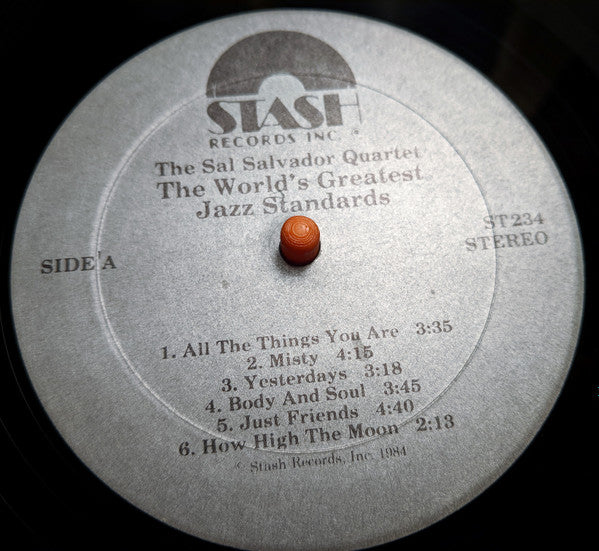 STASH
RECORDS INC. ®
The Sal Salvador Quartet
The World's Greatest
Jazz Standards
SIDE A
ST234
STEREO
1. All The Things You Are 3:35
2. Misty 4:15
3. Yesterdays 3:18
4. Body And Soul 3:45
5. Just Friends 4:40
6. How High The Moon 2:13
© Stash Records, Inc. 1984